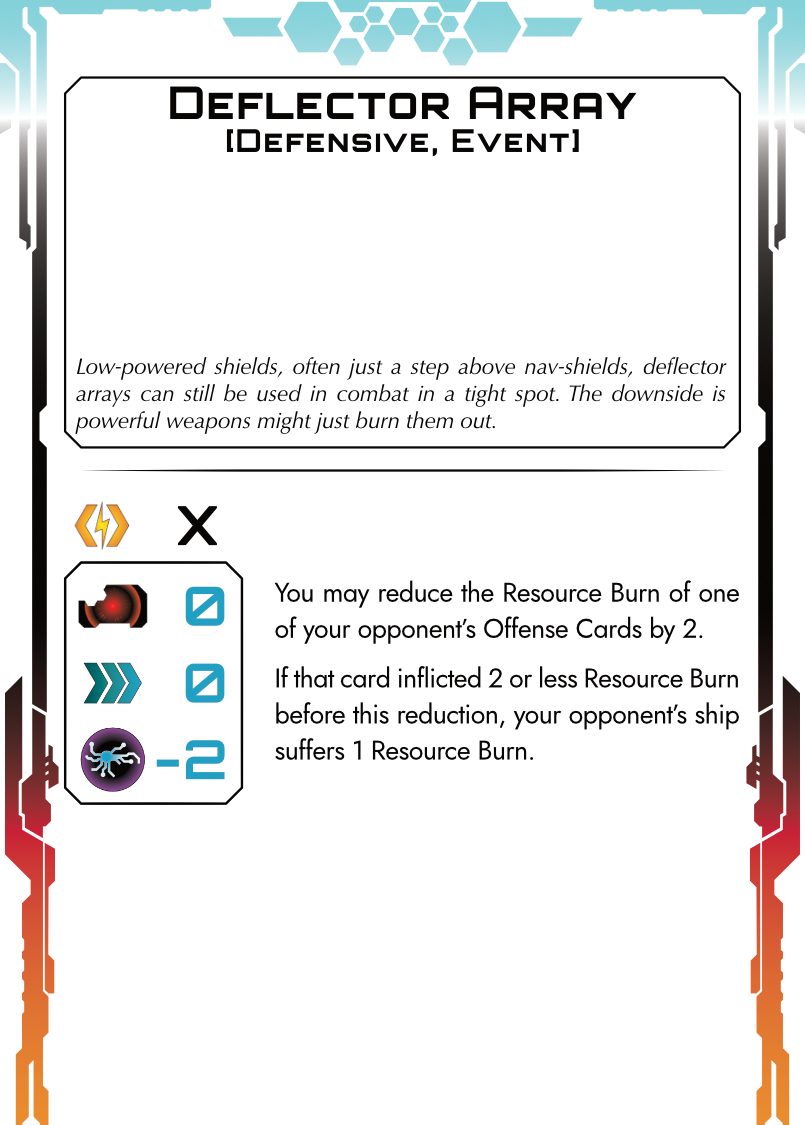 Deflector Array
[Defensive, Event]
Low-powered shields, often just a step above nav-shields, deflector
arrays can still be used in combat in a tight spot. The downside is
powerful weapons might just burn them out.
X
0
You may reduce the Resource Burn of one
of your opponent's Offense Cards by 2.
0
If that card inflicted 2 or less Resource Burn
before this reduction, your opponent's ship
suffers 1 Resource Burn.
-2